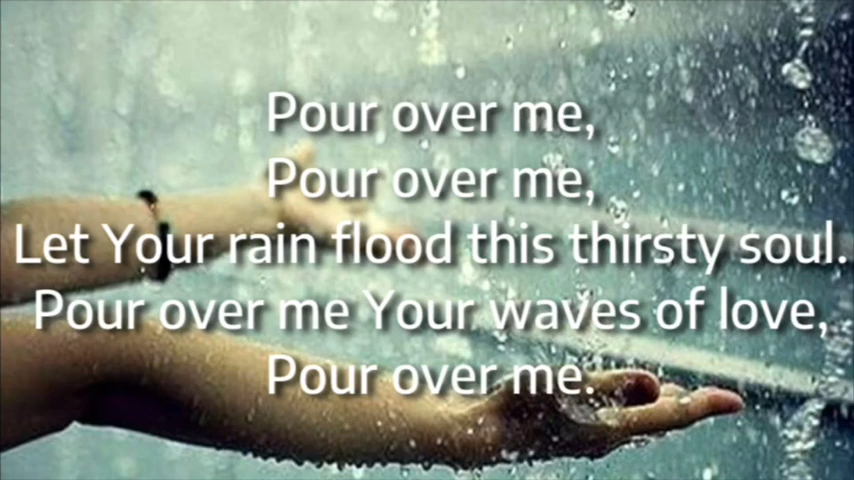 Pour over me,
Pour over me,
Let Your rain flood this thirsty soul.
Pour over me Your waves of love,
Pour over me.